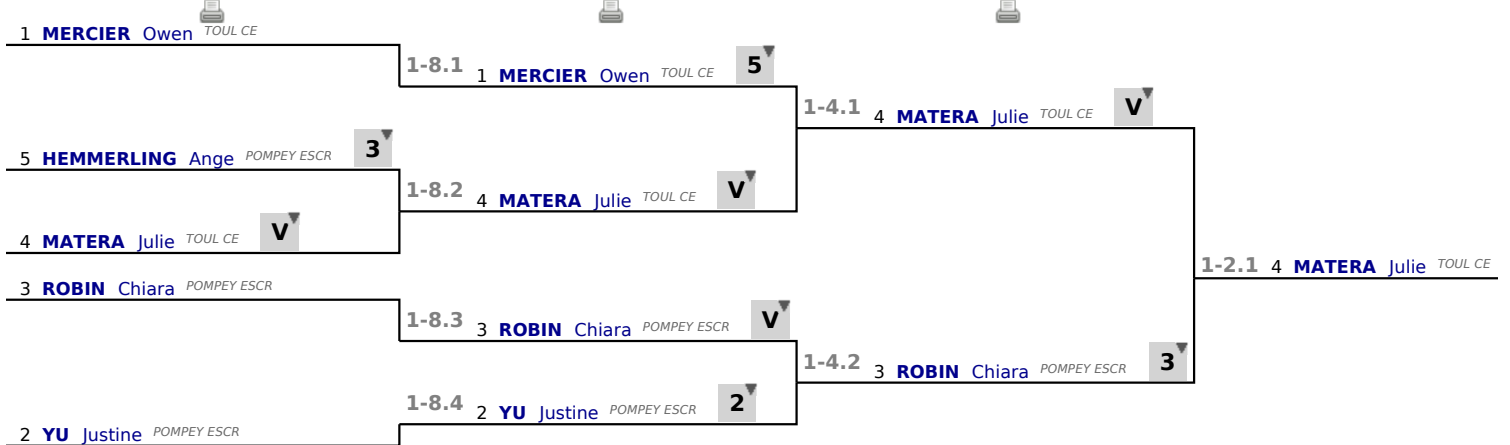 1 MERCIER Owen TOUL CE
1-8.1 1 MERCIER Owen TOUL CE 5
1-4.1 4 MATERA Julie TOUL CE V
5 HEMMERLING Ange POMPEY ESCR 3
1-8.2 4 MATERA Julie TOUL CE V
4 MATERA Julie TOUL CE V
1-2.1 4 MATERA Julie TOUL CE
3 ROBIN Chiara POMPEY ESCR
1-8.3 3 ROBIN Chiara POMPEY ESCR V
1-4.2 3 ROBIN Chiara POMPEY ESCR 3
1-8.4 2 YU Justine POMPEY ESCR 2
2 YU Justine POMPEY ESCR